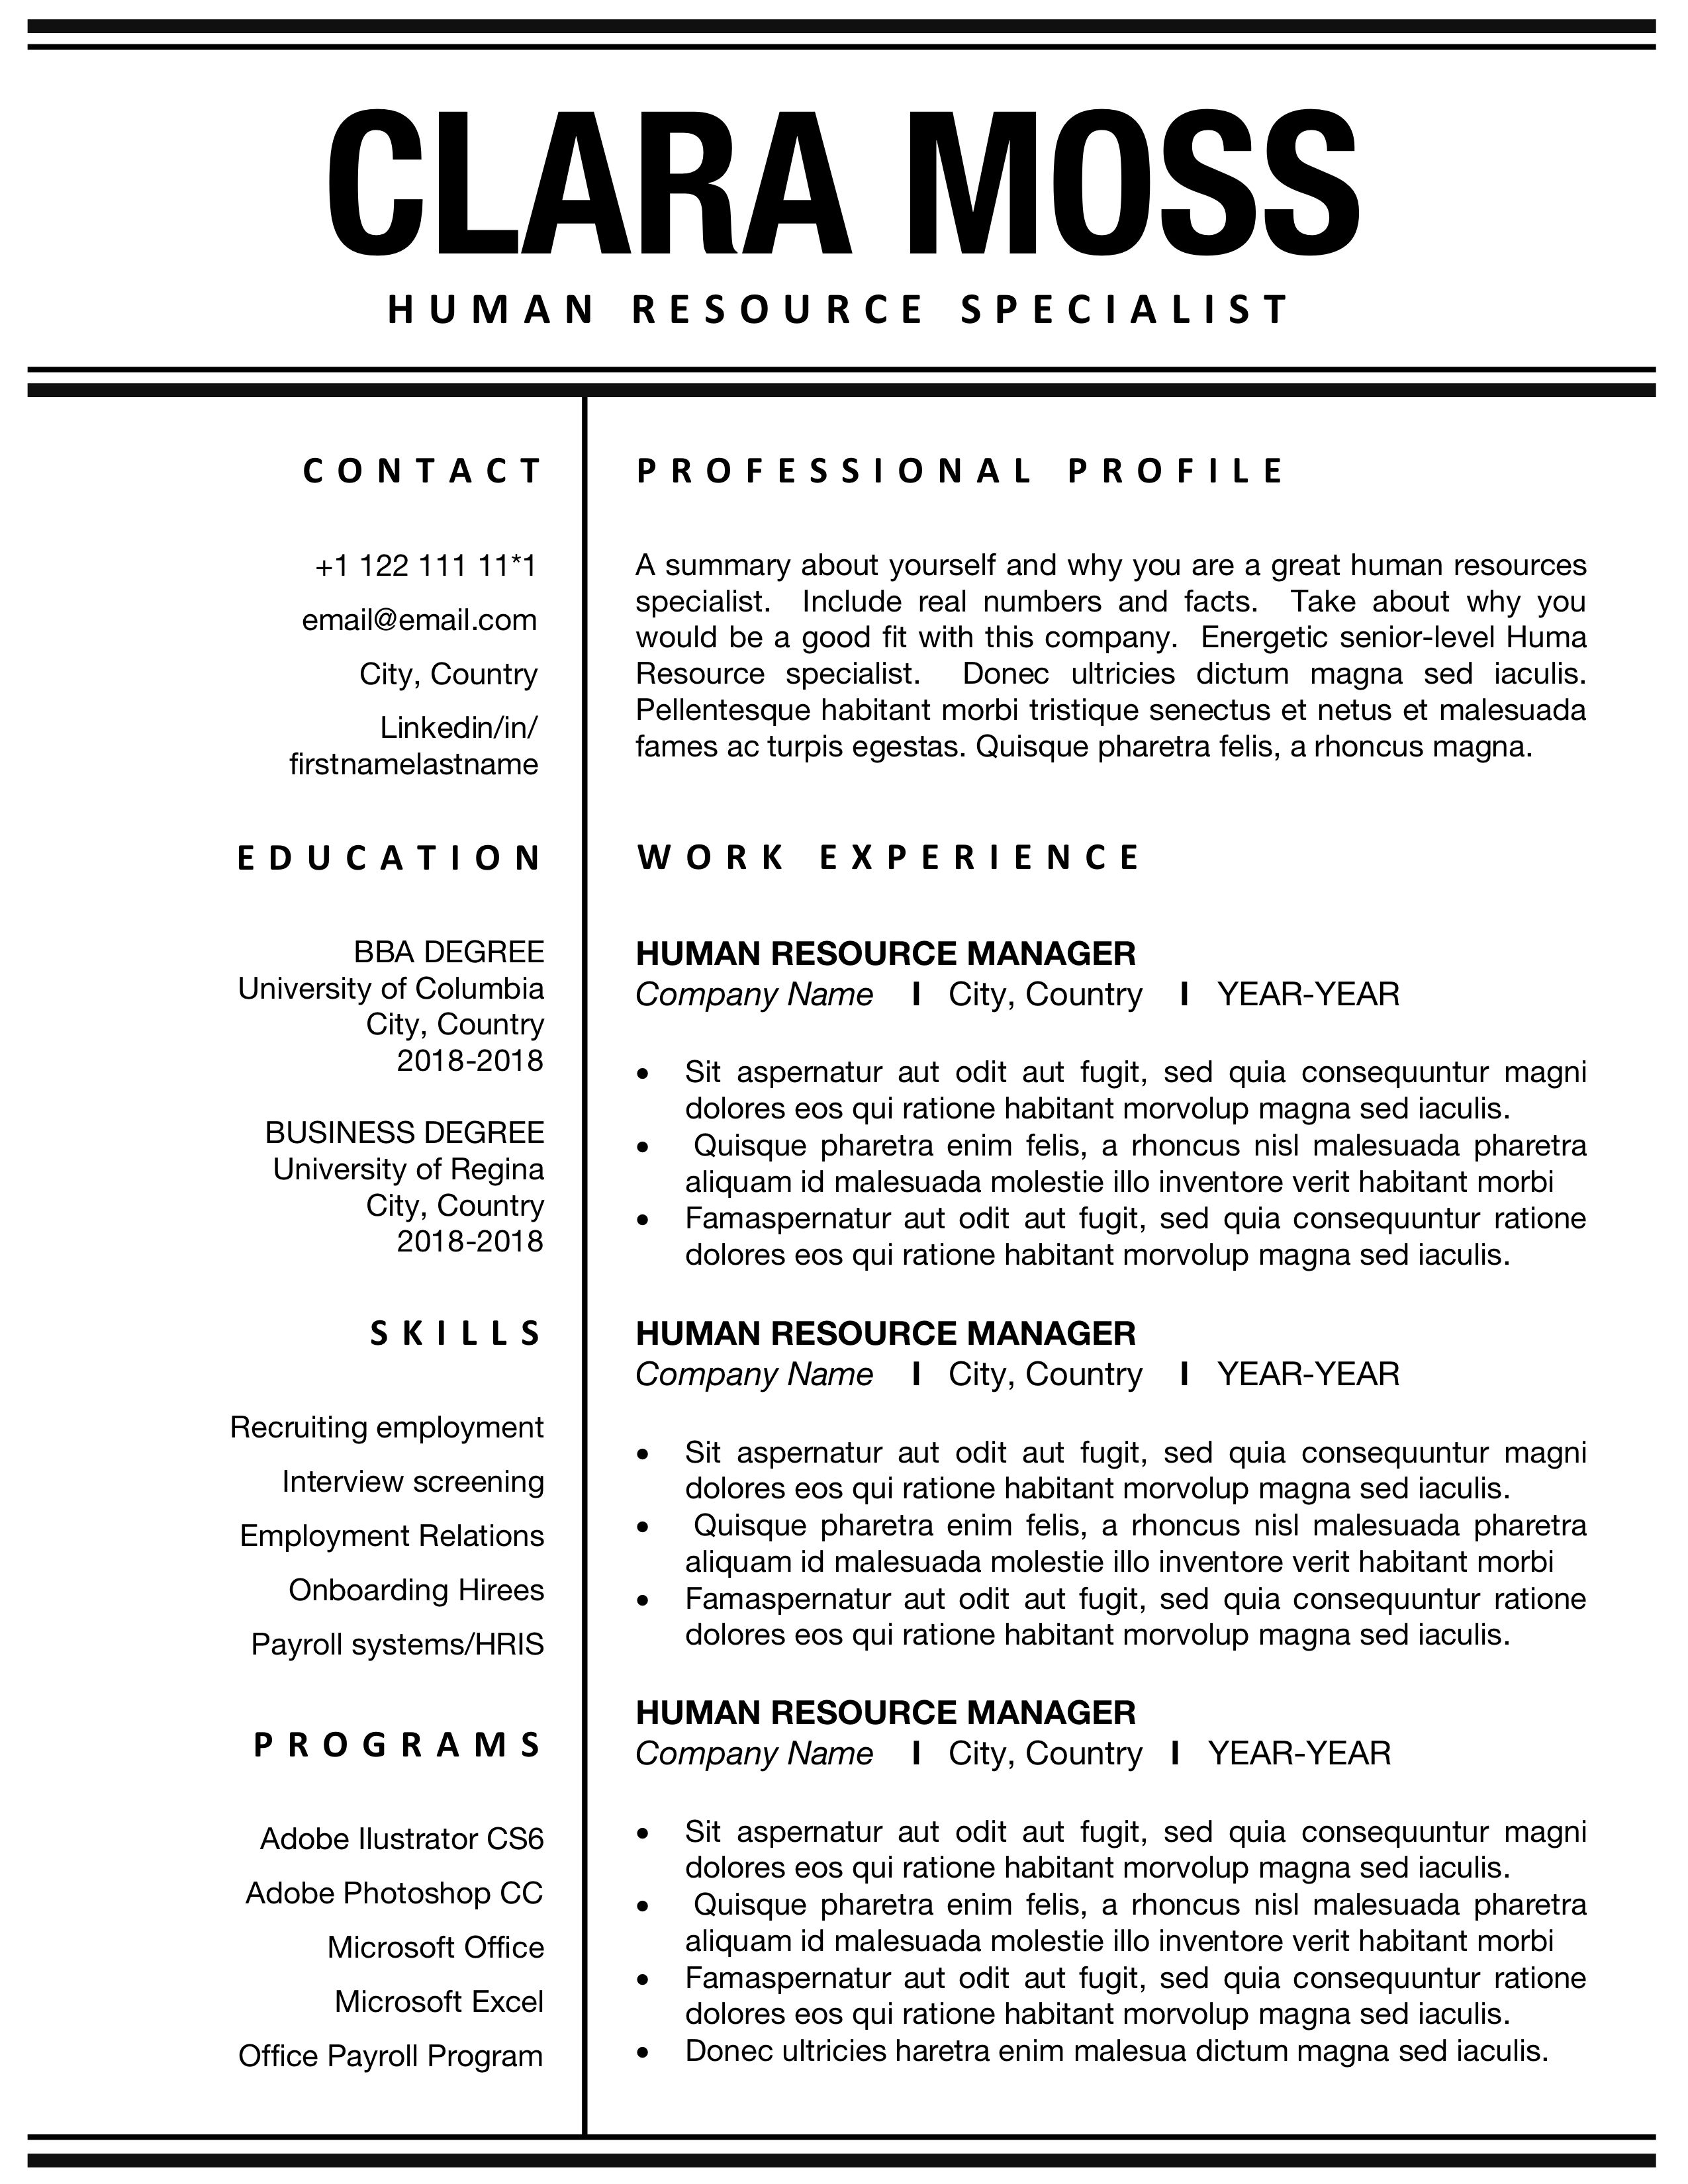 CLARA MOSS
HUMAN RESOURCE SPECIALIST
CONTACT
+1 122 111 11*1
email@email.com
City, Country
Linkedin/in/
firstnamelastname
EDUCATION
BBA DEGREE
University of Columbia
City, Country
2018-2018
BUSINESS DEGREE
University of Regina
City, Country
2018-2018
SKILLS
Recruiting employment
Interview screening
Employment Relations
Onboarding Hirees
Payroll systems/HRIS
PROGRAMS
Adobe Ilustrator CS6
Adobe Photoshop CC
Microsoft Office
Microsoft Excel
Office Payroll Program
PROFESSIONAL PROFILE
A summary about yourself and why you are a great human resources
specialist. Include real numbers and facts. Take about why you
would be a good fit with this company. Energetic senior-level Huma
Resource specialist. Donec ultricies dictum magna sed iaculis.
Pellentesque habitant morbi tristique senectus et netus et malesuada
fames ac turpis egestas. Quisque pharetra felis, a rhoncus magna.
WORK EXPERIENCE
HUMAN RESOURCE MANAGER
Company Name I City, Country I YEAR-YEAR
• Sit aspernatur aut odit aut fugit, sed quia consequuntur magni
dolores eos qui ratione habitant morvolup magna sed iaculis.
• Quisque pharetra enim felis, a rhoncus nisl malesuada pharetra
aliquam id malesuada molestie illo inventore verit habitant morbi
• Famaspernatur aut odit aut fugit, sed quia consequuntur ratione
dolores eos qui ratione habitant morvolup magna sed iaculis.
HUMAN RESOURCE MANAGER
Company Name I City, Country I YEAR-YEAR
• Sit aspernatur aut odit aut fugit, sed quia consequuntur magni
dolores eos qui ratione habitant morvolup magna sed iaculis.
• Quisque pharetra enim felis, a rhoncus nisl malesuada pharetra
aliquam id malesuada molestie illo inventore verit habitant morbi
• Famaspernatur aut odit aut fugit, sed quia consequuntur ratione
dolores eos qui ratione habitant morvolup magna sed iaculis.
HUMAN RESOURCE MANAGER
Company Name I City, Country I YEAR-YEAR
• Sit aspernatur aut odit aut fugit, sed quia consequuntur magni
dolores eos qui ratione habitant morvolup magna sed iaculis.
• Quisque pharetra enim felis, a rhoncus nisl malesuada pharetra
aliquam id malesuada molestie illo inventore verit habitant morbi
• Famaspernatur aut odit aut fugit, sed quia consequuntur ratione
dolores eos qui ratione habitant morvolup magna sed iaculis.
• Donec ultricies haretra enim malesua dictum magna sed iaculis.